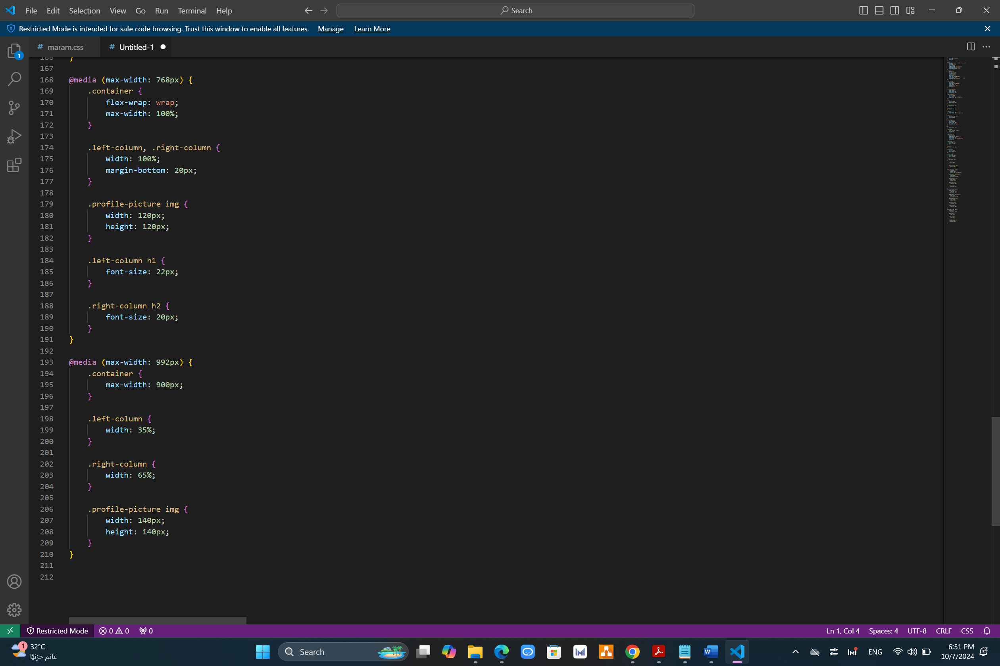 File Edit Selection View Go Run Terminal Help
Search
Restricted Mode is intended for safe code browsing. Trust this window to enable all features. Manage Learn More
# maram.css # Untitled-1
1
166 }
167
168 @media (max-width: 768px) {
169 .container {
170 flex-wrap: wrap;
171 max-width: 100%;
172 }
173
174 .left-column, .right-column {
175 width: 100%;
176 margin-bottom: 20px;
177 }
178
179 .profile-picture img {
180 width: 120px;
181 height: 120px;
182 }
183
184 .left-column h1 {
185 font-size: 22px;
186 }
187
188 .right-column h2 {
189 font-size: 20px;
190 }
191 }
192
193 @media (max-width: 992px) {
194 .container {
195 max-width: 900px;
196 }
197
198 .left-column {
199 width: 35%;
200 }
201
202 .right-column {
203 width: 65%;
204 }
205
206 .profile-picture img {
207 width: 140px;
208 height: 140px;
209 }
210 }
211
212
Restricted Mode 0 0 0 Ln 1, Col 4 Spaces: 4 UTF-8 CRLF CSS
1 32°C
غائم جزئيًا
Search
ENG
6:51 PM
10/7/2024